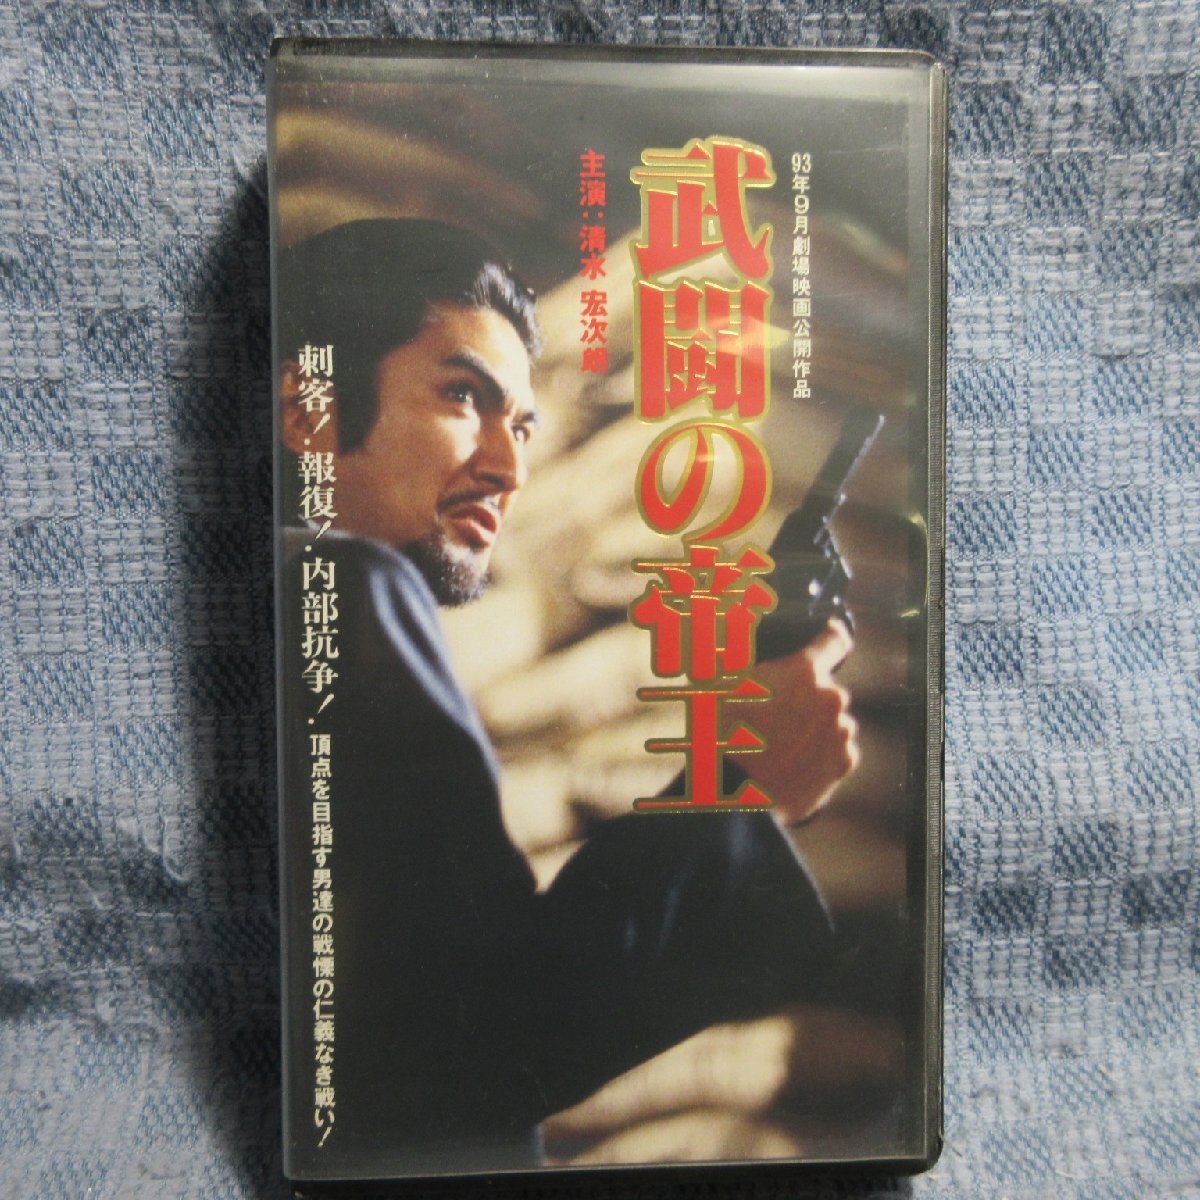 93年9月劇場映画公開作品
武闘の帝王
主演:清水 宏次朗
刺客!報復!内部抗争!
頂点を目指す男達の戦慄の仁義なき戦い!